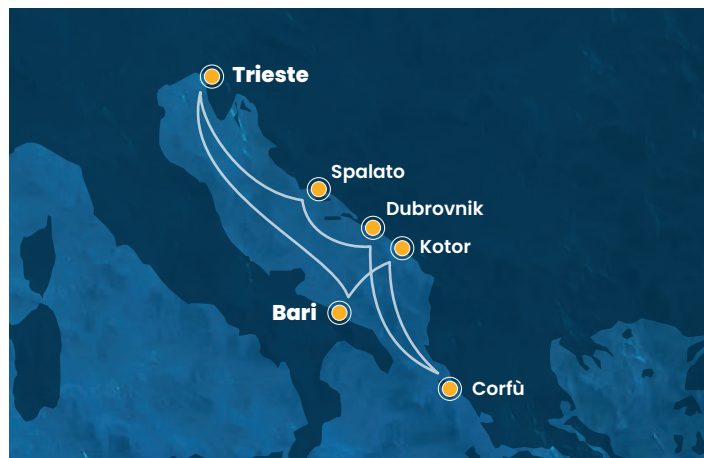 Trieste
Spalato
Dubrovnik
Kotor
Bari
Corfù